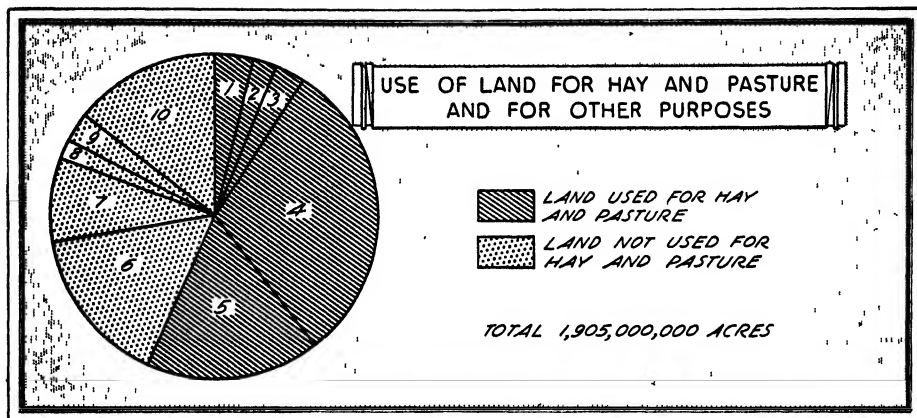 USE OF LAND FOR HAY AND PASTURE
AND FOR OTHER PURPOSES
1
2
3
4
5
6
7
8
9
10
LAND USED FOR HAY
AND PASTURE
LAND NOT USED FOR
HAY AND PASTURE
TOTAL 1,905,000,000 ACRES